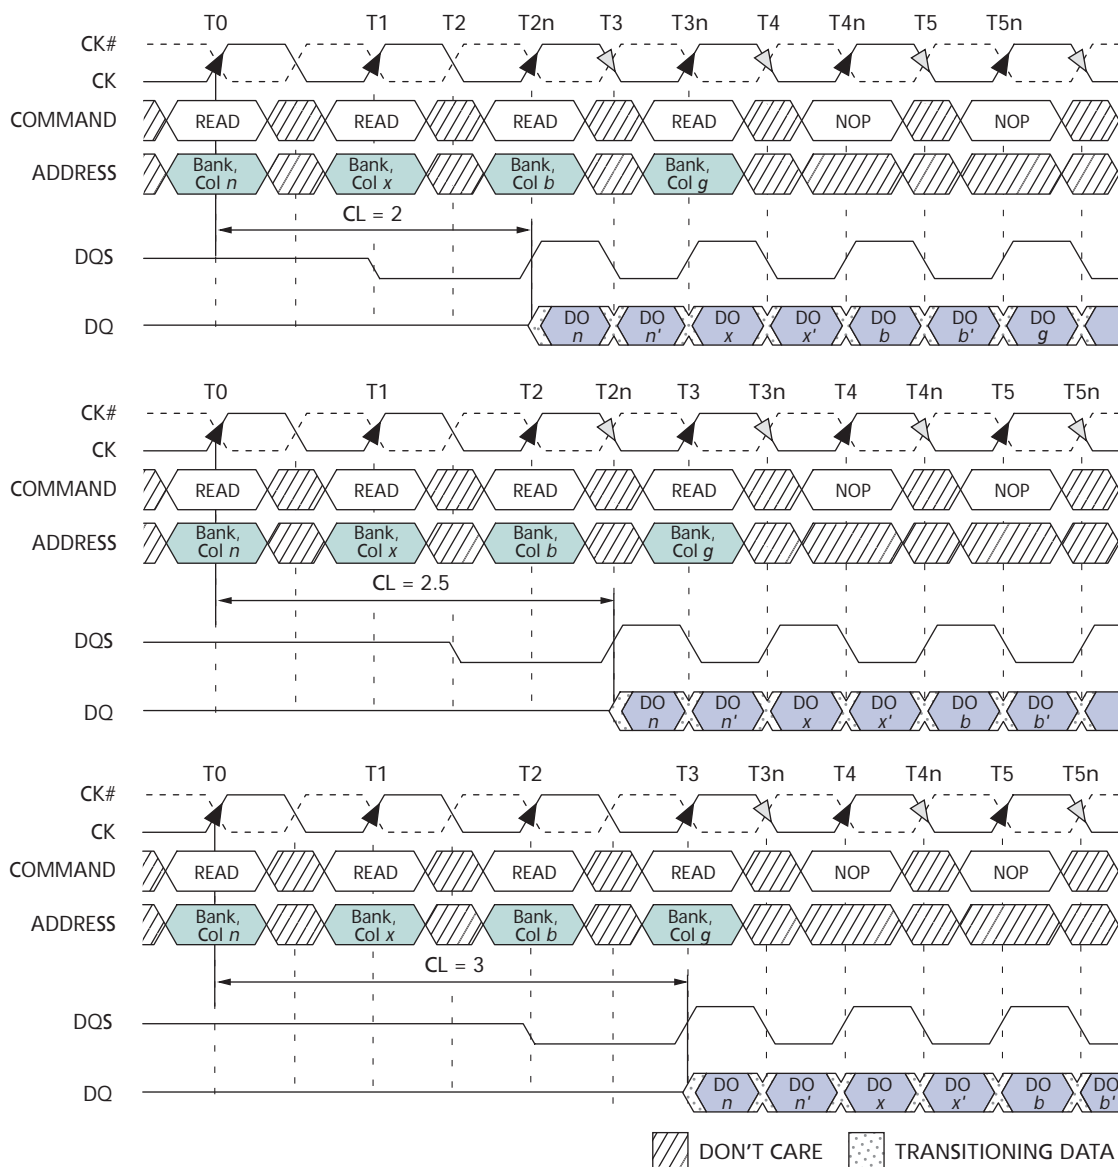 T0 T1 T2 T2n T3 T3n T4 T4n T5 T5n
CK#
CK
COMMAND READ READ READ READ NOP NOP
ADDRESS Bank, Col n Bank, Col x Bank, Col b Bank, Col g
CL = 2
DQS
DQ DO n DO n' DO x DO x' DO b DO b' DO g
T0 T1 T2 T2n T3 T3n T4 T4n T5 T5n
CK#
CK
COMMAND READ READ READ READ NOP NOP
ADDRESS Bank, Col n Bank, Col x Bank, Col b Bank, Col g
CL = 2.5
DQS
DQ DO n DO n' DO x DO x' DO b DO b'
T0 T1 T2 T3 T3n T4 T4n T5 T5n
CK#
CK
COMMAND READ READ READ READ NOP NOP
ADDRESS Bank, Col n Bank, Col x Bank, Col b Bank, Col g
CL = 3
DQS
DQ DO n DO n' DO x DO x' DO b DO b'
DON'T CARE TRANSITIONING DATA